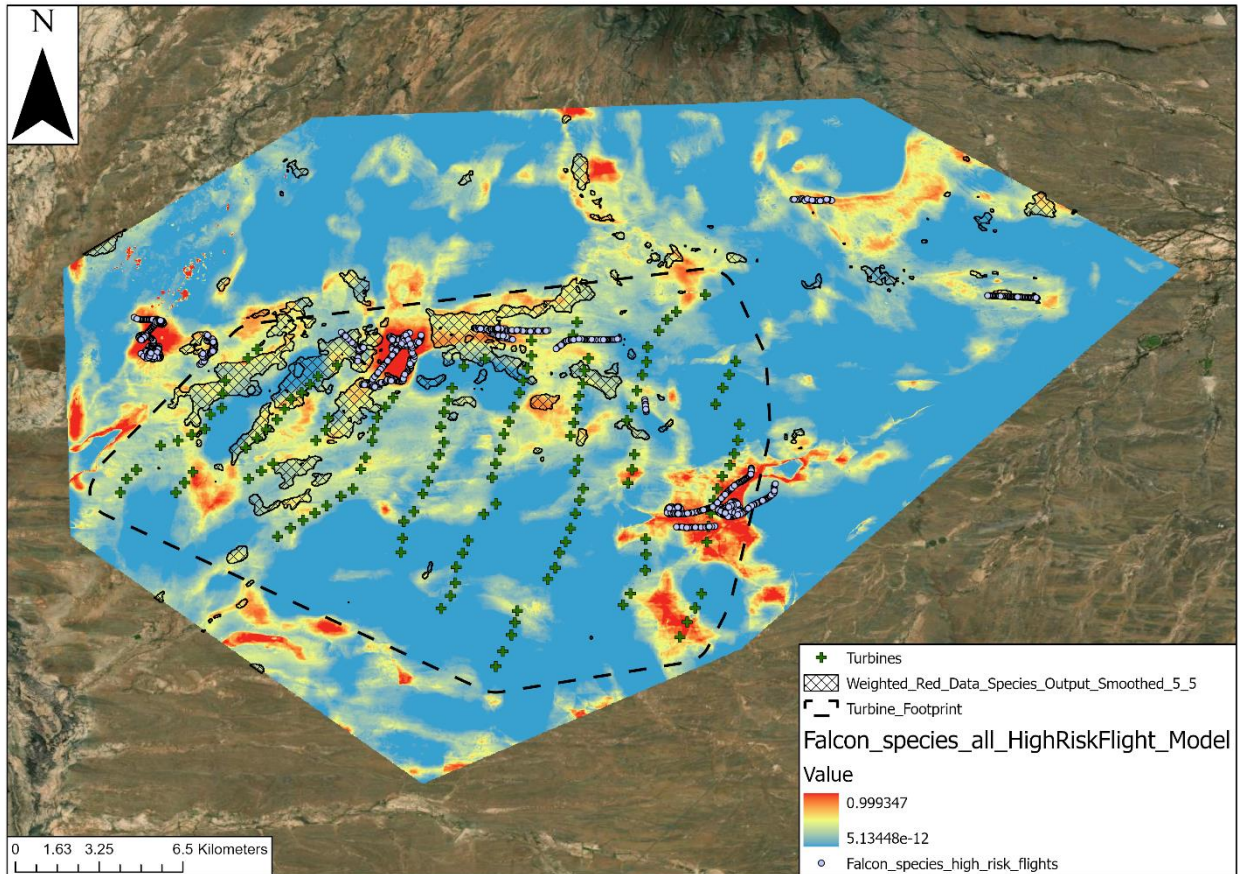 N
Turbines
Weighted_Red_Data_Species_Output_Smoothed_5_5
Turbine_Footprint
Falcon_species_all_HighRiskFlight_Model
Value
0.999347
5.13448e-12
Falcon_species_high_risk_flights
0 1.63 3.25 6.5 Kilometers